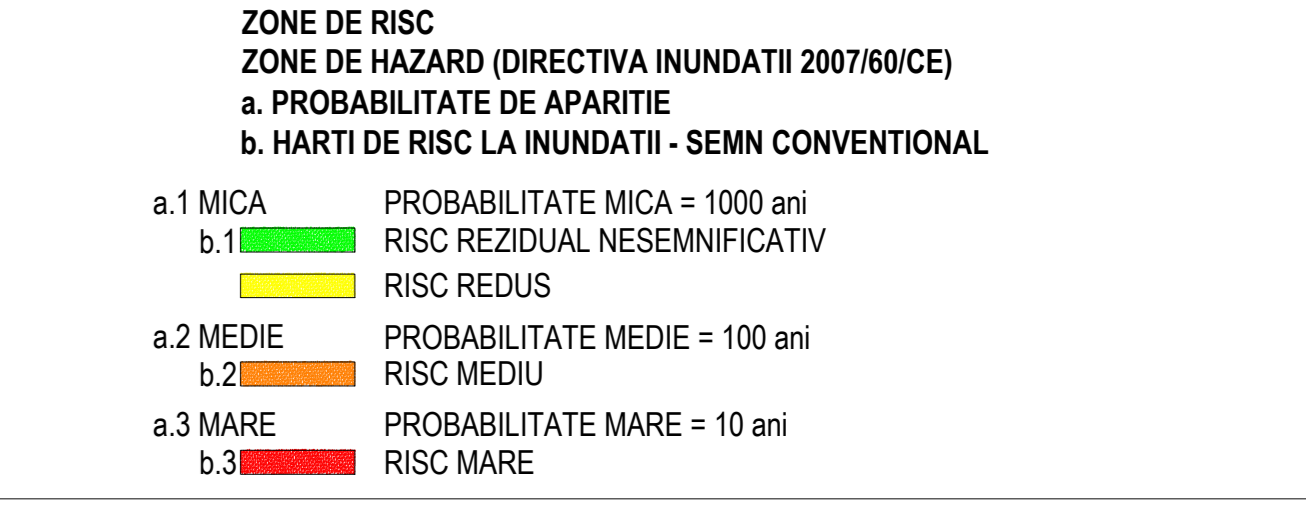 ZONE DE RISC
ZONE DE HAZARD (DIRECTIVA INUNDATII 2007/60/CE)
a. PROBABILITATE DE APARITIE
b. HARTI DE RISC LA INUNDATII - SEMN CONVENTIONAL
a.1 MICA PROBABILITATE MICA = 1000 ani
b.1 RISC REZIDUAL NESEMNIFICATIV
RISC REDUS
a.2 MEDIE PROBABILITATE MEDIE = 100 ani
b.2 RISC MEDIU
a.3 MARE PROBABILITATE MARE = 10 ani
b.3 RISC MARE